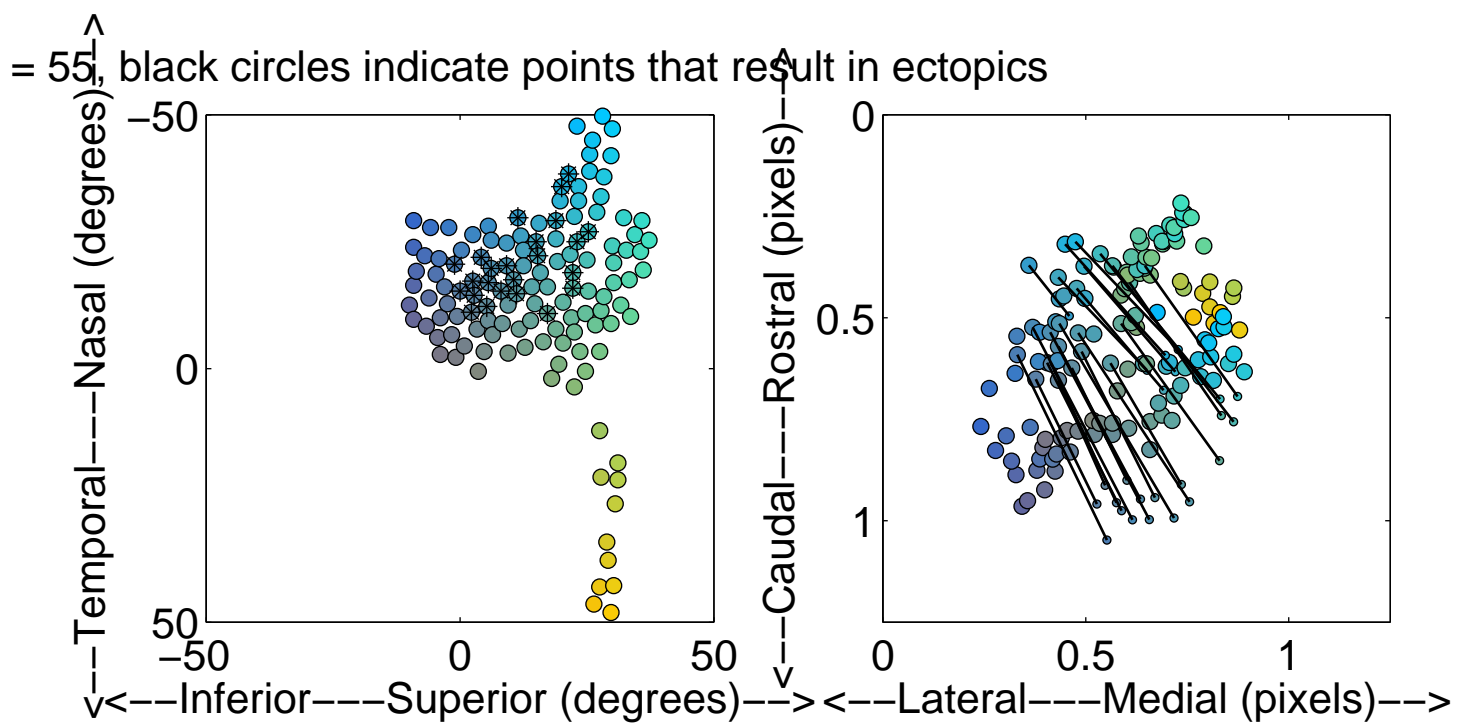 = 55, black circles indicate points that result in ectopics
<−−Temporal−−−Nasal (degrees)−−>
−50
0
50
−50
0
50
<−−Inferior−−−Superior (degrees)−−>
<−−Caudal−−−Rostral (pixels)−−>
0
0.5
1
0
0.5
1
<−−Lateral−−−Medial (pixels)−−>